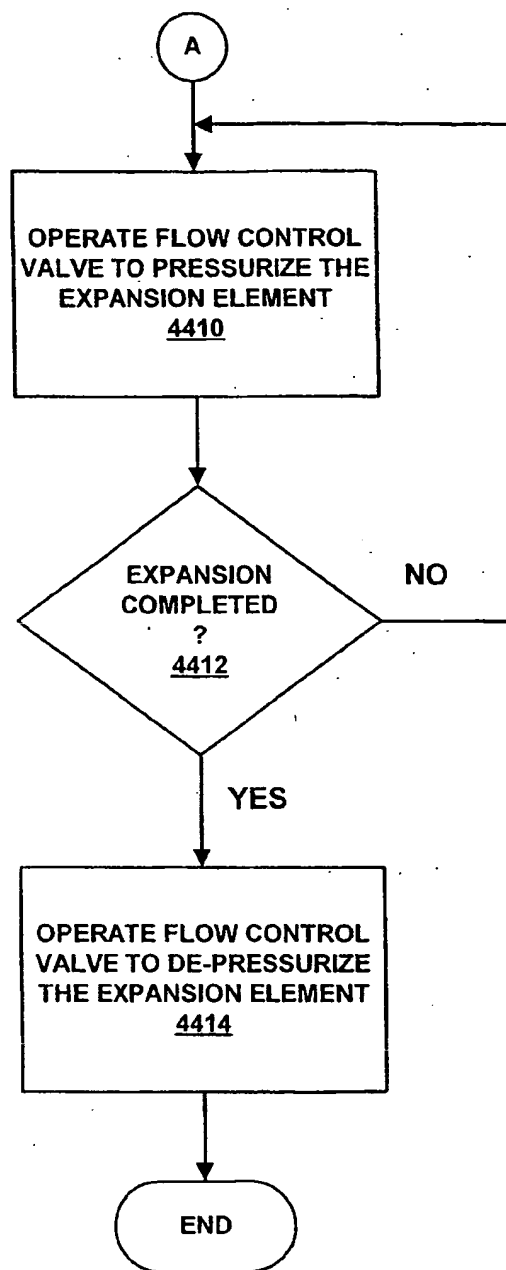 A
OPERATE FLOW CONTROL
VALVE TO PRESSURIZE THE
EXPANSION ELEMENT
4410
EXPANSION
COMPLETED
?
4412
NO
YES
OPERATE FLOW CONTROL
VALVE TO DE-PRESSURIZE
THE EXPANSION ELEMENT
4414
END